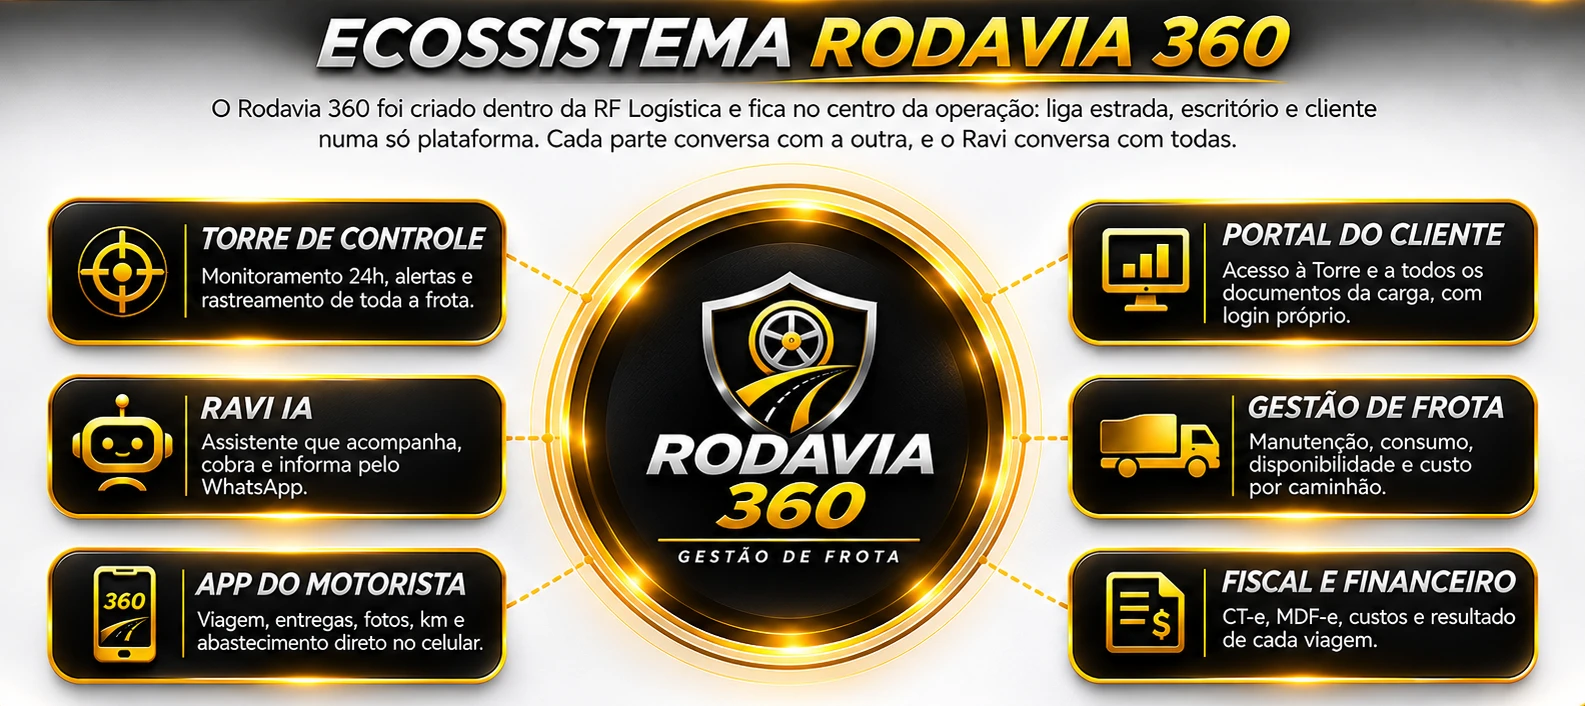 ECOSSISTEMA RODAVIA 360
O Rodavia 360 foi criado dentro da RF Logística e fica no centro da operação: liga estrada, escritório e cliente
numa só plataforma. Cada parte conversa com a outra, e o Ravi conversa com todas.
TORRE DE CONTROLE
Monitoramento 24h, alertas e
rastreamento de toda a frota.
RAVI IA
Assistente que acompanha,
cobra e informa pelo
WhatsApp.
360
APP DO MOTORISTA
Viagem, entregas, fotos, km e
abastecimento direto no celular.
RODAVIA
360
GESTÃO DE FROTA
PORTAL DO CLIENTE
Acesso à Torre e a todos os
documentos da carga, com
login próprio.
GESTÃO DE FROTA
Manutenção, consumo,
disponibilidade e custo
por caminhão.
$
FISCAL E FINANCEIRO
CT-e, MDF-e, custos e resultado
de cada viagem.